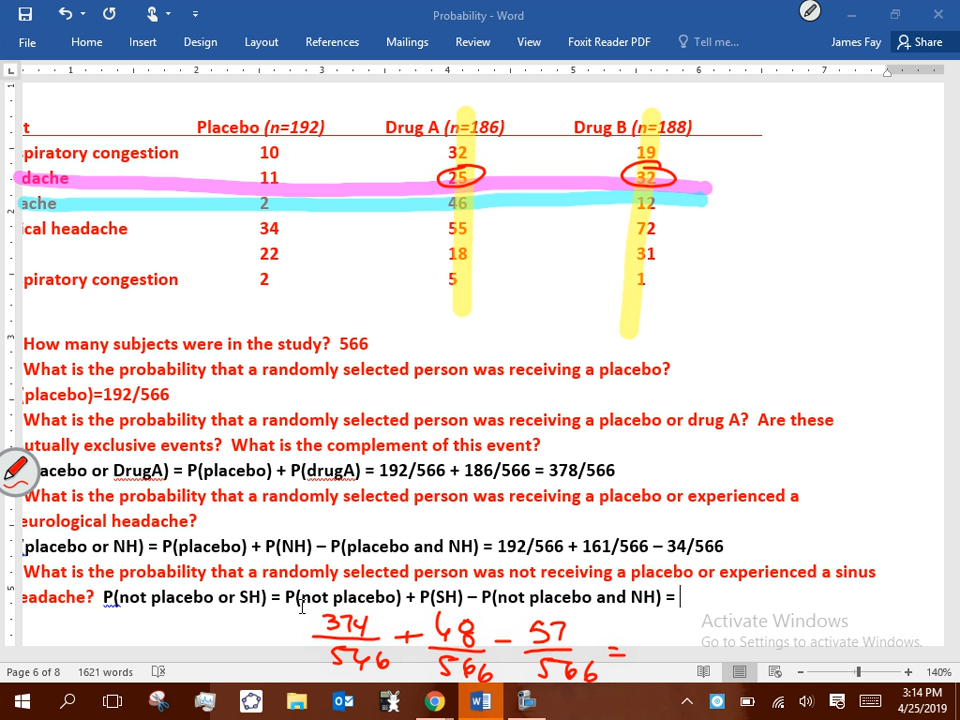 Probability - Word
File Home Insert Design Layout References Mailings Review View Foxit Reader PDF Tell me... James Fay Share
1 2 3 4 5 6 7
t Placebo (n=192) Drug A (n=186) Drug B (n=188)
piratory congestion 10 32 19
dache 11 25 32
ache 2 46 12
ical headache 34 55 72
22 18 31
piratory congestion 2 5 1
How many subjects were in the study? 566
What is the probability that a randomly selected person was receiving a placebo?
(placebo)=192/566
What is the probability that a randomly selected person was receiving a placebo or drug A? Are these
utually exclusive events? What is the complement of this event?
acebo or DrugA) = P(placebo) + P(drugA) = 192/566 + 186/566 = 378/566
What is the probability that a randomly selected person was receiving a placebo or experienced a
eurological headache?
(placebo or NH) = P(placebo) + P(NH) – P(placebo and NH) = 192/566 + 161/566 – 34/566
What is the probability that a randomly selected person was not receiving a placebo or experienced a sinus
eadache? P(not placebo or SH) = P(not placebo) + P(SH) – P(not placebo and NH) =
374/546 + 48/566 - 57/566 =
Activate Windows
Go to Settings to activate Windows.
Page 6 of 8 1621 words 140%
3:14 PM
4/25/2019